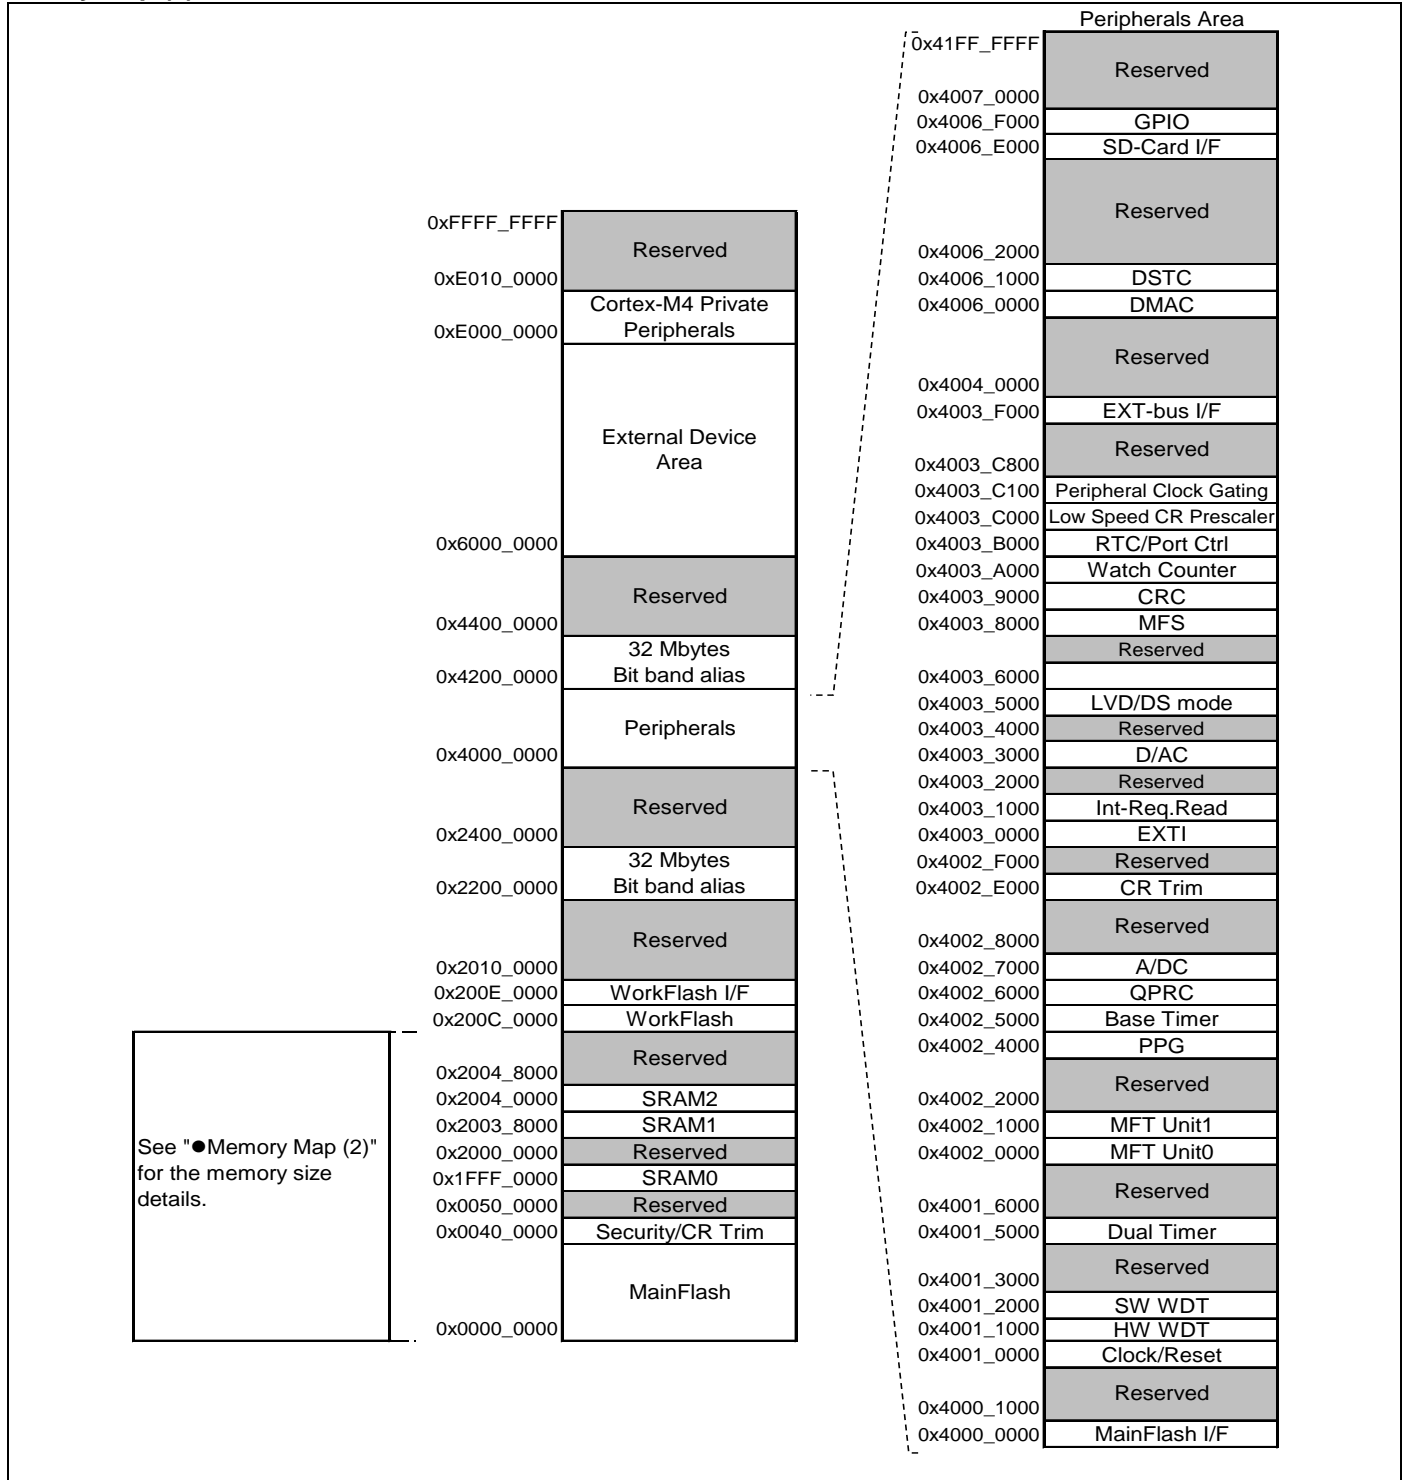 See "●Memory Map (2)"
for the memory size
details.
0xFFFF_FFFF
Reserved
0xE010_0000
Cortex-M4 Private
0xE000_0000 Peripherals
External Device
Area
0x6000_0000
Reserved
0x4400_0000
32 Mbytes
0x4200_0000 Bit band alias
Peripherals
0x4000_0000
Reserved
0x2400_0000
32 Mbytes
0x2200_0000 Bit band alias
Reserved
0x2010_0000
0x200E_0000 WorkFlash I/F
0x200C_0000 WorkFlash
Reserved
0x2004_8000
0x2004_0000 SRAM2
0x2003_8000 SRAM1
0x2000_0000 Reserved
0x1FFF_0000 SRAM0
0x0050_0000 Reserved
0x0040_0000 Security/CR Trim
MainFlash
0x0000_0000
Peripherals Area
0x41FF_FFFF
Reserved
0x4007_0000
0x4006_F000 GPIO
0x4006_E000 SD-Card I/F
Reserved
0x4006_2000
0x4006_1000 DSTC
0x4006_0000 DMAC
Reserved
0x4004_0000
0x4003_F000 EXT-bus I/F
Reserved
0x4003_C800
0x4003_C100 Peripheral Clock Gating
0x4003_C000 Low Speed CR Prescaler
0x4003_B000 RTC/Port Ctrl
0x4003_A000 Watch Counter
0x4003_9000 CRC
0x4003_8000 MFS
Reserved
0x4003_6000
0x4003_5000 LVD/DS mode
0x4003_4000 Reserved
0x4003_3000 D/AC
0x4003_2000 Reserved
0x4003_1000 Int-Req.Read
0x4003_0000 EXTI
0x4002_F000 Reserved
0x4002_E000 CR Trim
Reserved
0x4002_8000
0x4002_7000 A/DC
0x4002_6000 QPRC
0x4002_5000 Base Timer
0x4002_4000 PPG
Reserved
0x4002_2000
0x4002_1000 MFT Unit1
0x4002_0000 MFT Unit0
Reserved
0x4001_6000
0x4001_5000 Dual Timer
Reserved
0x4001_3000
0x4001_2000 SW WDT
0x4001_1000 HW WDT
0x4001_0000 Clock/Reset
Reserved
0x4000_1000
0x4000_0000 MainFlash I/F